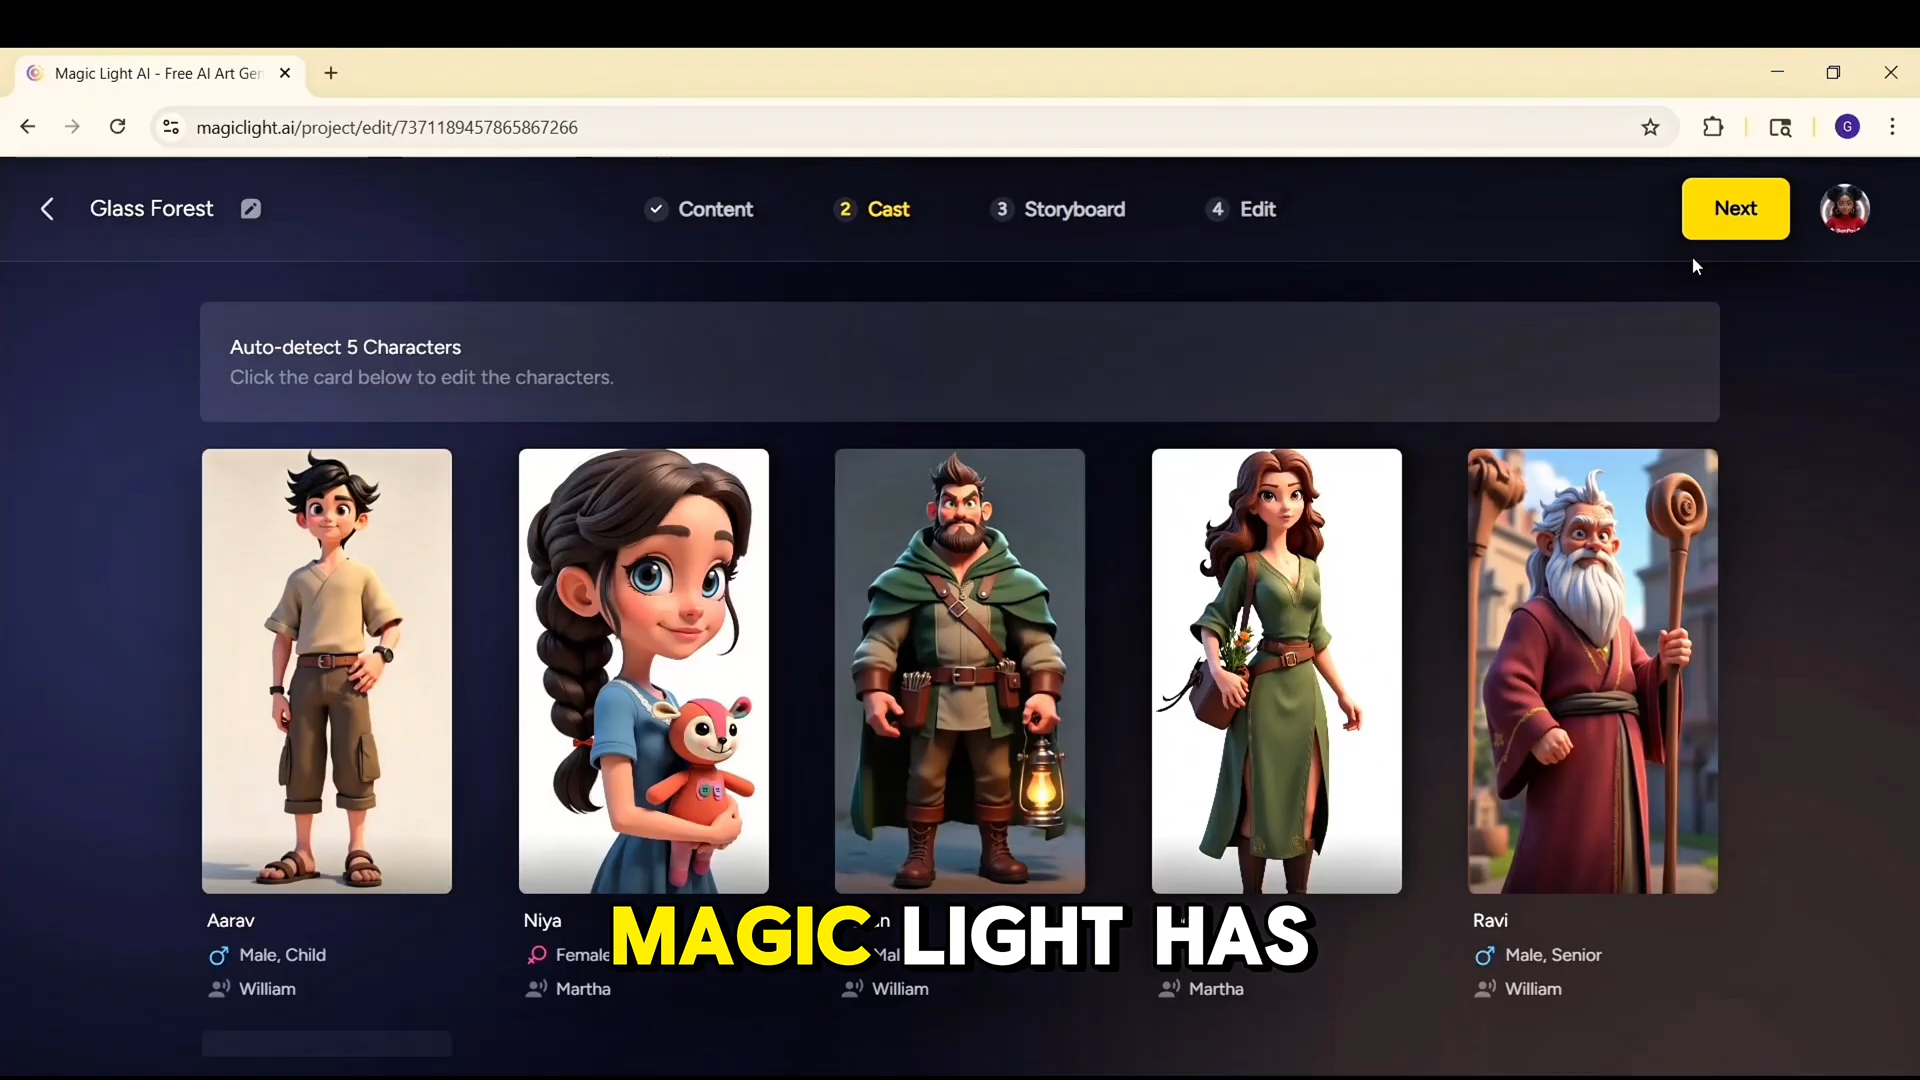 Magic Light AI - Free AI Art Ger
magiclight.ai/project/edit/7371189457865867266
G
Glass Forest
Content
2 Cast
3 Storyboard
4 Edit
Next
Auto-detect 5 Characters
Click the card below to edit the characters.
Aarav
Male, Child
William
Niya
Female
Martha
William
Martha
Ravi
Male, Senior
William
MAGIC LIGHT HAS